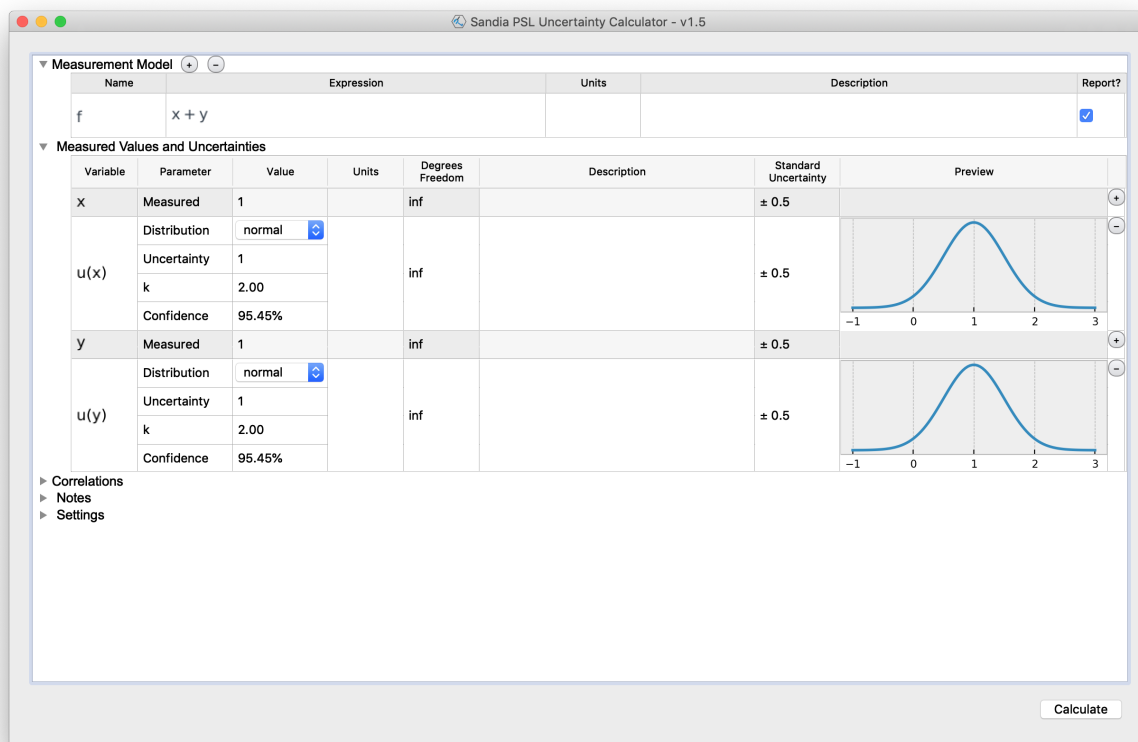 Sandia PSL Uncertainty Calculator - v1.5
Measurement Model + −
Name Expression Units Description Report?
f x + y
Measured Values and Uncertainties
Variable Parameter Value Units Degrees Freedom Description Standard Uncertainty Preview
x Measured 1 inf ± 0.5 +
u(x) inf ± 0.5 −
Distribution normal
Uncertainty 1
k 2.00
Confidence 95.45%
−1 0 1 2 3
y Measured 1 inf ± 0.5 +
u(y) inf ± 0.5 −
Distribution normal
Uncertainty 1
k 2.00
Confidence 95.45%
−1 0 1 2 3
Correlations
Notes
Settings
Calculate